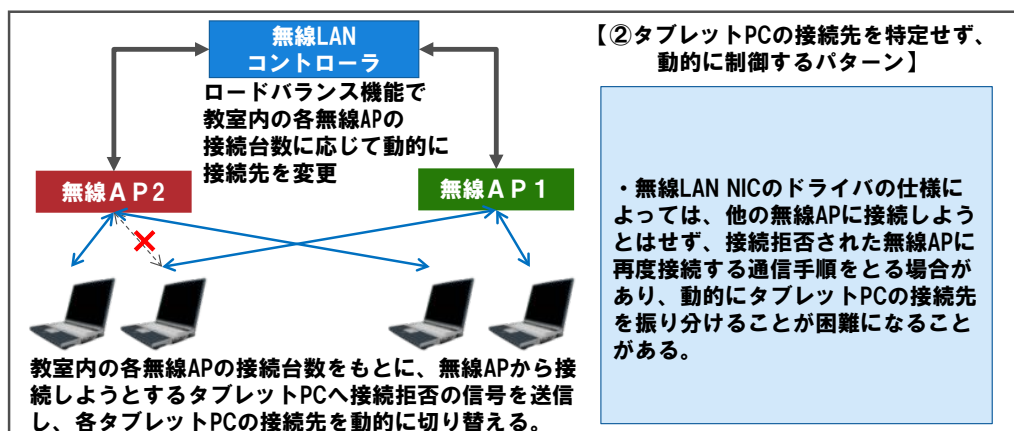 無線LAN
コントローラ
ロードバランス機能で
教室内の各無線APの
接続台数に応じて動的に
接続先を変更
無線ＡＰ2
無線ＡＰ１
教室内の各無線APの接続台数をもとに、無線APから接
続しようとするタブレットPCへ接続拒否の信号を送信
し、各タブレットPCの接続先を動的に切り替える。
【②タブレットPCの接続先を特定せず、
動的に制御するパターン】
・無線LAN NICのドライバの仕様に
よっては、他の無線APに接続しよう
とはせず、接続拒否された無線APに
再度接続する通信手順をとる場合が
あり、動的にタブレットPCの接続先
を振り分けることが困難になること
がある。